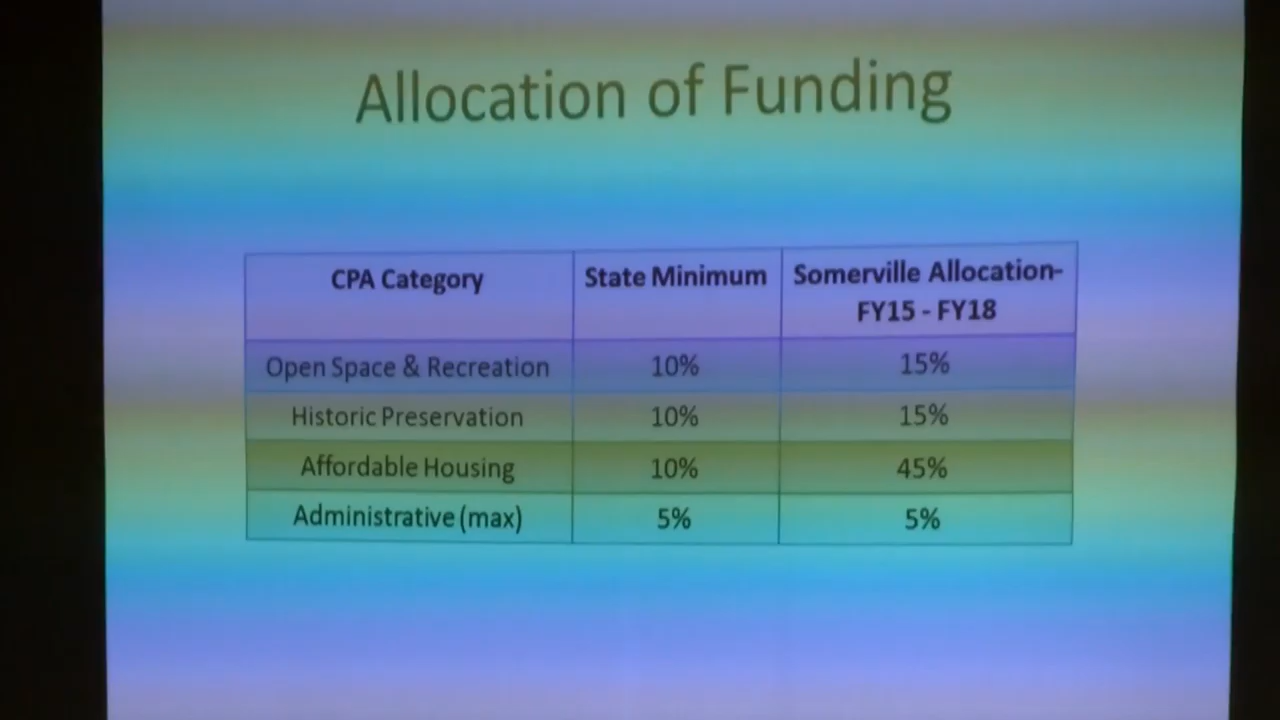 Allocation of Funding
CPA Category State Minimum Somerville Allocation-
FY15 - FY18
Open Space & Recreation 10% 15%
Historic Preservation 10% 15%
Affordable Housing 10% 45%
Administrative (max) 5% 5%